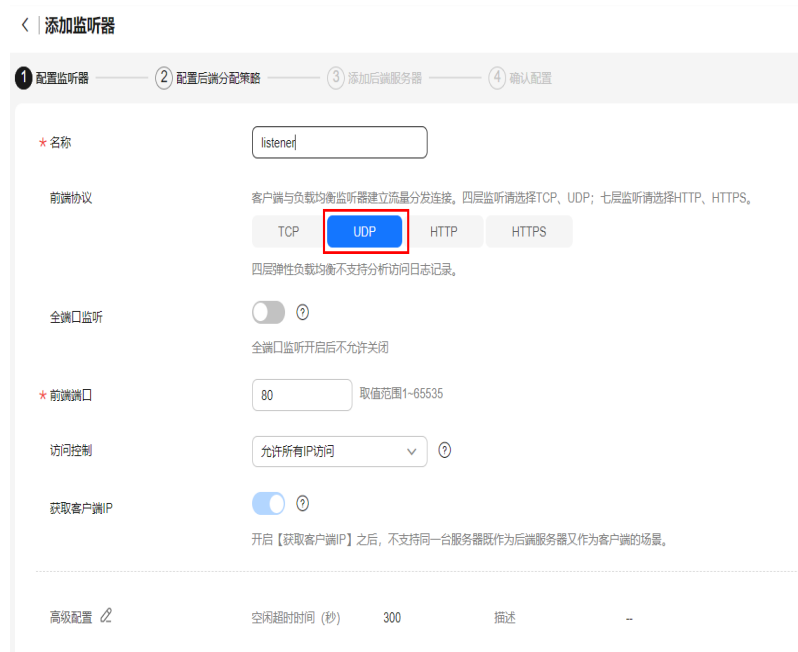 添加监听器
1 配置监听器 2 配置后端分配策略 3 添加后端服务器 4 确认配置
* 名称 listener
前端协议 客户端与负载均衡监听器建立流量分发连接。四层监听请选择TCP、UDP；七层监听请选择HTTP、HTTPS。
TCP UDP HTTP HTTPS
四层弹性负载均衡不支持分析访问日志记录。
全端口监听 ?
全端口监听开启后不允许关闭
* 前端端口 80 取值范围1~65535
访问控制 允许所有IP访问 ?
获取客户端IP ?
开启【获取客户端IP】之后，不支持同一台服务器既作为后端服务器又作为客户端的场景。
高级配置 空闲超时时间（秒） 300 描述 --